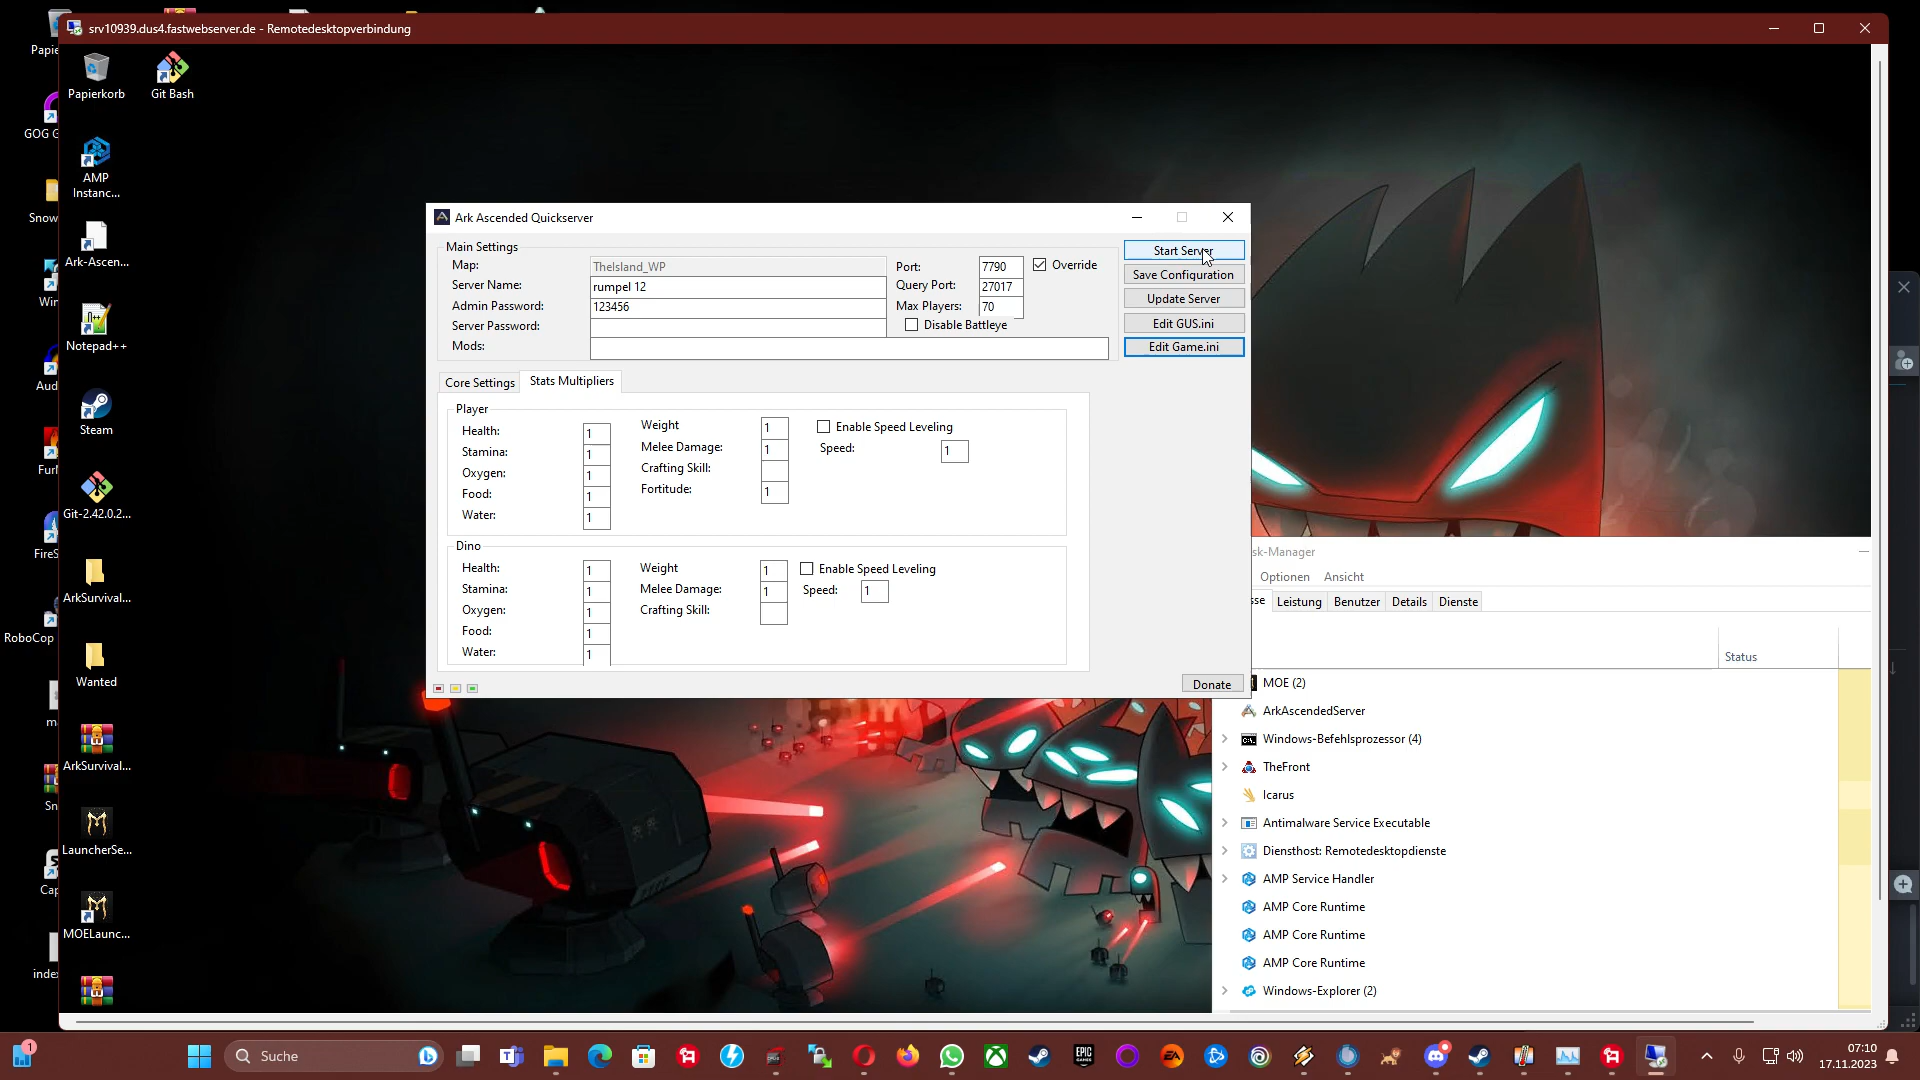 srv10939.dus4.fastwebserver.de - Remotedesktopverbindung
Papierkorb
Git Bash
GOG G
AMP
Instanc...
Snow
Ark-Ascen...
Win
Notepad++
Aud
Steam
Fur
Git-2.42.0.2...
FireS
ArkSurvival...
RoboCop
Wanted
m
ArkSurvival...
Sn
LauncherSe...
Cap
MOELaunc...
index
Ark Ascended Quickserver
Main Settings
Map:
TheIsland_WP
Port:
7790
Override
Server Name:
rumpel 12
Query Port:
27017
Admin Password:
123456
Max Players:
70
Server Password:
Disable Battleye
Mods:
Start Server
Save Configuration
Update Server
Edit GUS.ini
Edit Game.ini
Core Settings
Stats Multipliers
Player
Health:
1
Weight
1
Enable Speed Leveling
Stamina:
1
Melee Damage:
1
Speed:
1
Oxygen:
1
Crafting Skill:
Food:
1
Fortitude:
1
Water:
1
Dino
Health:
1
Weight
1
Enable Speed Leveling
Stamina:
1
Melee Damage:
1
Speed:
1
Oxygen:
1
Crafting Skill:
Food:
1
Water:
1
Donate
sk-Manager
Optionen
Ansicht
sse
Leistung
Benutzer
Details
Dienste
Status
MOE (2)
ArkAscendedServer
Windows-Befehlsprozessor (4)
TheFront
Icarus
Antimalware Service Executable
Diensthost: Remotedesktopdienste
AMP Service Handler
AMP Core Runtime
AMP Core Runtime
AMP Core Runtime
Windows-Explorer (2)
1
Suche
EPIC
GAMES
EA
07:10
17.11.2023